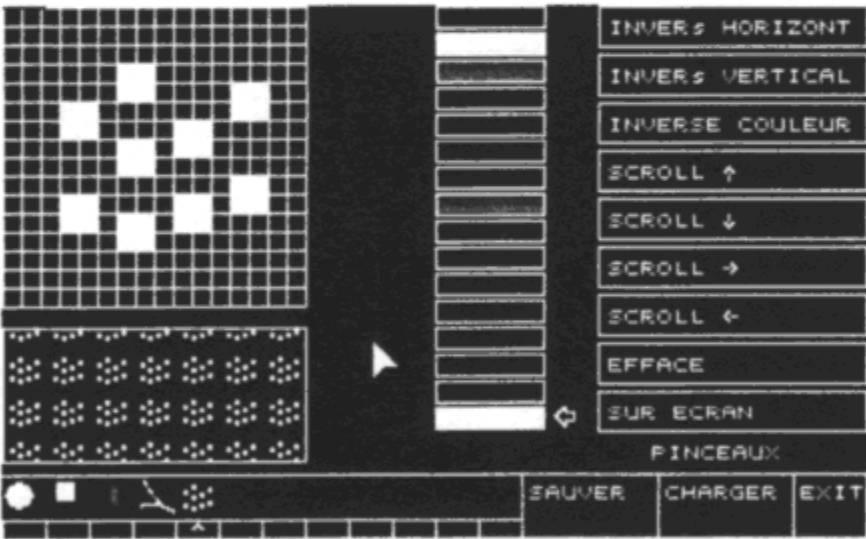 INVERs HORIZONT
INVERs VERTICAL
INVERSE COULEUR
SCROLL ↑
SCROLL ↓
SCROLL →
SCROLL ←
EFFACE
SUR ECRAN
PINCEAUX
SAUVER CHARGER EXIT